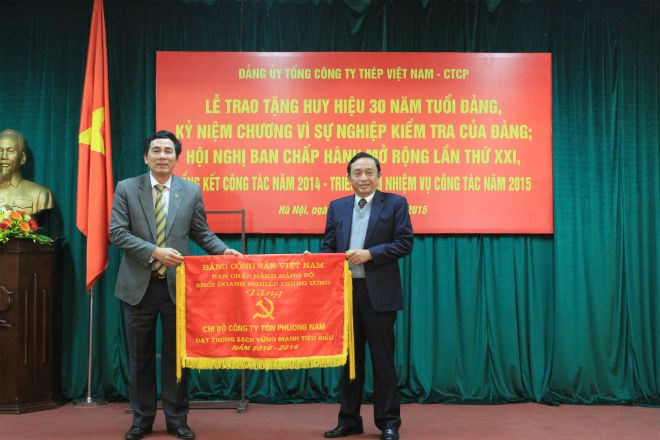 ĐẢNG ỦY TỔNG CÔNG TY THÉP VIỆT NAM - CTCP
LỄ TRAO TẶNG HUY HIỆU 30 NĂM TUỔI ĐẢNG,
KỶ NIỆM CHƯƠNG VÌ SỰ NGHIỆP KIỂM TRA CỦA ĐẢNG;
HỘI NGHỊ BAN CHẤP HÀNH MỞ RỘNG LẦN THỨ XXI,
KẾT CÔNG TÁC NĂM 2014 - NHIỆM VỤ CÔNG TÁC NĂM 2015
Hà Nội, 2015
ĐẢNG CỘNG SẢN VIỆT NAM
BAN CHẤP HÀNH ĐẢNG BỘ
KHỐI DOANH NGHIỆP TRUNG ƯƠNG
Tặng
CHI BỘ CÔNG TY TÔN PHƯƠNG NAM
ĐẠT TRONG SẠCH VỮNG MẠNH TIÊU BIỂU
NĂM 2010 - 2014